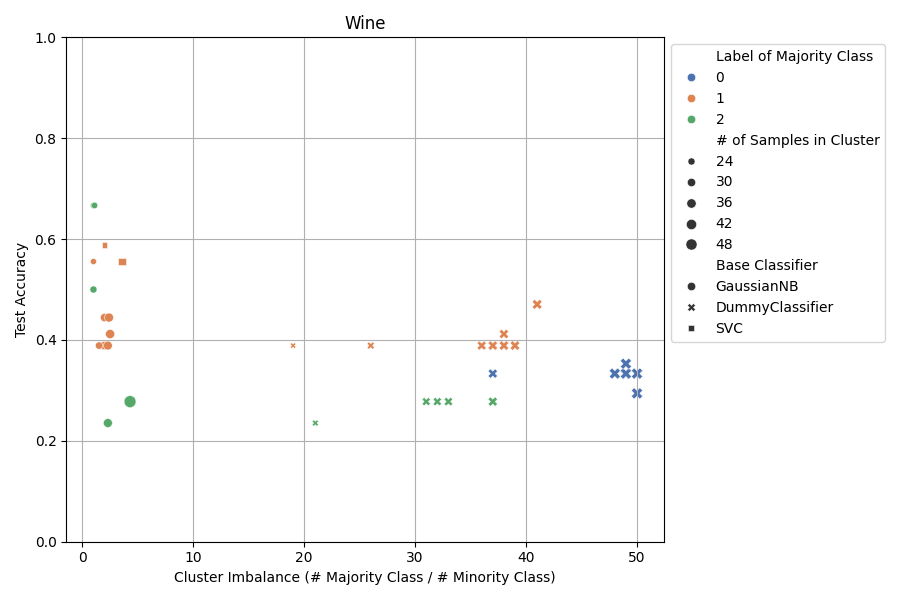 Wine
1.0
0.8
0.6
0.4
0.2
0.0
Test Accuracy
0 10 20 30 40 50
Cluster Imbalance (# Majority Class / # Minority Class)
Label of Majority Class
0
1
2
# of Samples in Cluster
24
30
36
42
48
Base Classifier
GaussianNB
DummyClassifier
SVC